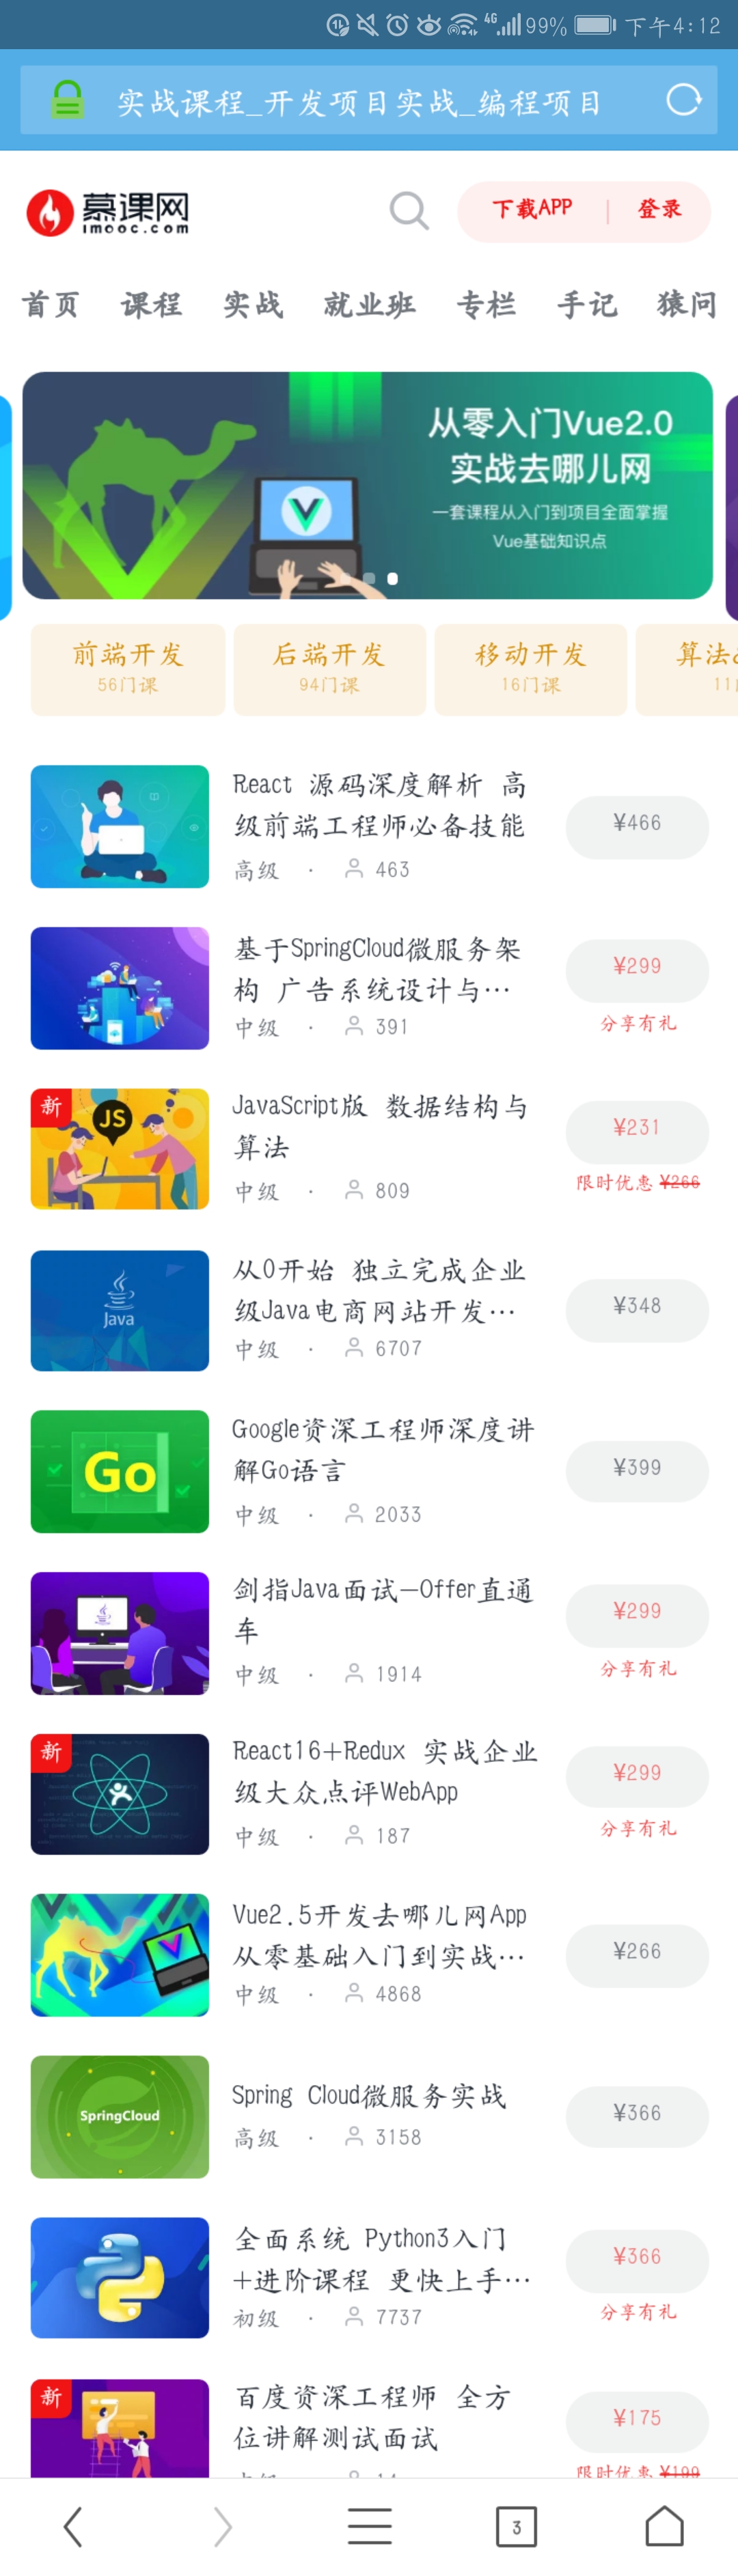 4G 99% 下午4:12
实战课程_开发项目实战_编程项目
慕课网
imooc.com
下载APP | 登录
首页 课程 实战 就业班 专栏 手记 猿问
从零入门Vue2.0
实战去哪儿网
一套课程从入门到项目全面掌握
Vue基础知识点
前端开发 后端开发 移动开发 算法
56门课 94门课 16门课 11
React 源码深度解析 高
级前端工程师必备技能
高级 · 463
¥466
基于SpringCloud微服务架
构 广告系统设计与…
中级 · 391
¥299
分享有礼
新
JS
JavaScript版 数据结构与
算法
中级 · 809
¥231
限时优惠 ¥266
Java
从0开始 独立完成企业
级Java电商网站开发…
中级 · 6707
¥348
Go
Google资深工程师深度讲
解Go语言
中级 · 2033
¥399
剑指Java面试—Offer直通
车
中级 · 1914
¥299
分享有礼
新
React16+Redux 实战企业
级大众点评WebApp
中级 · 187
¥299
分享有礼
Vue2.5开发去哪儿网App
从零基础入门到实战…
中级 · 4868
¥266
SpringCloud
Spring Cloud微服务实战
高级 · 3158
¥366
全面系统 Python3入门
+进阶课程 更快上手…
初级 · 7737
¥366
分享有礼
新
百度资深工程师 全方
位讲解测试面试
¥175
限时优惠 ¥199
3